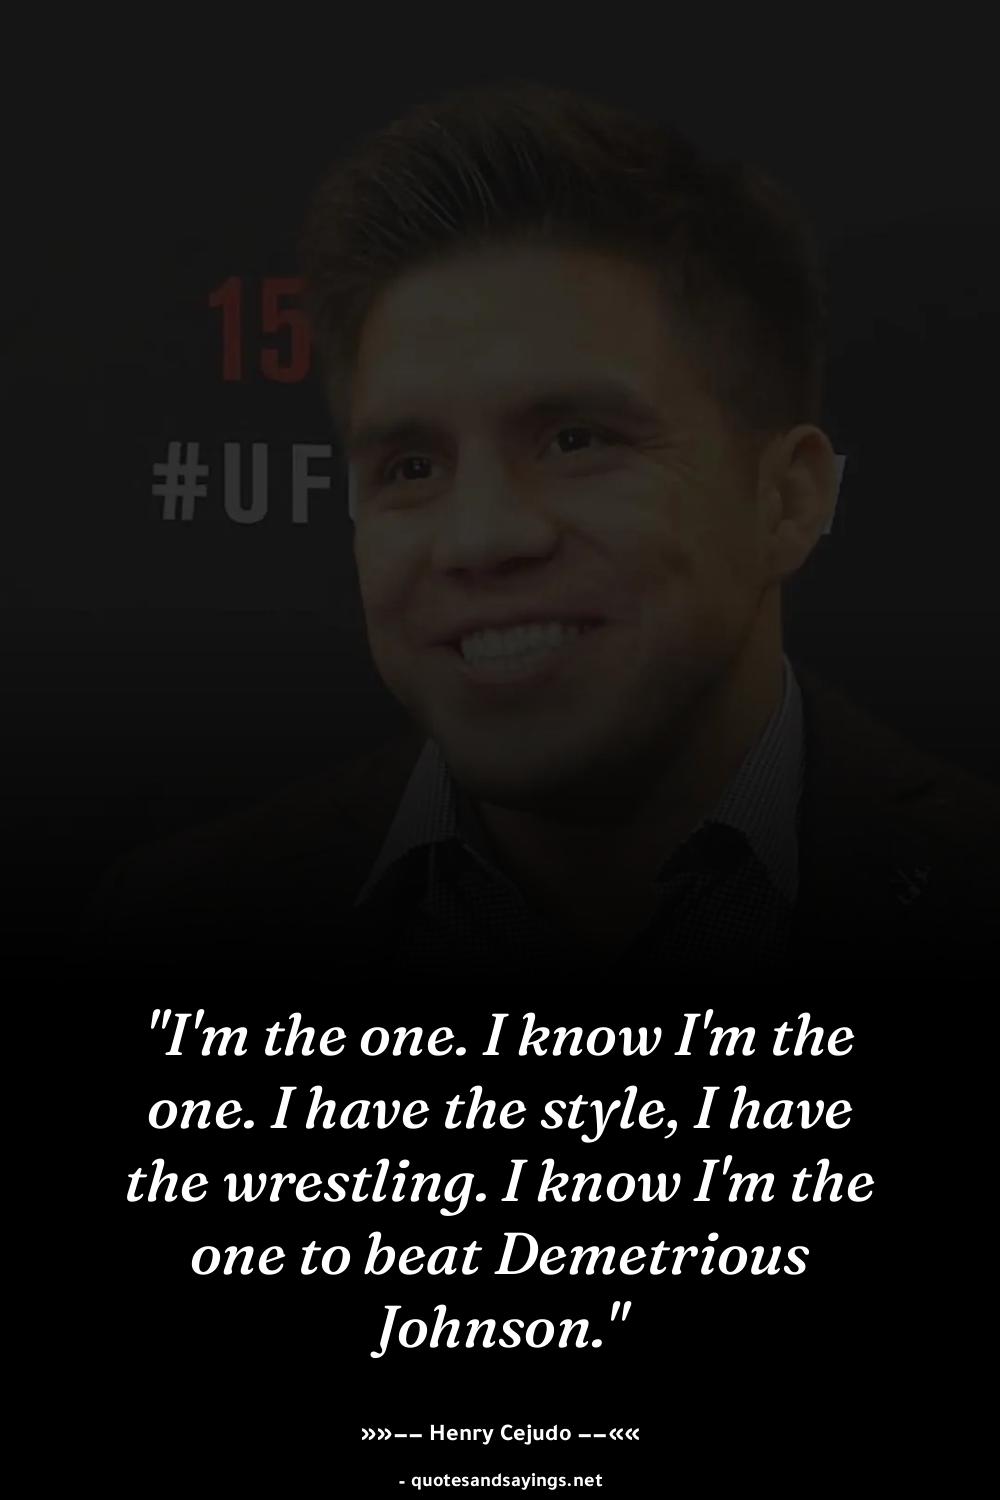 15
#UF
"I'm the one. I know I'm the
one. I have the style, I have
the wrestling. I know I'm the
one to beat Demetrious
Johnson."
»»−− Henry Cejudo −−««
- quotesandsayings.net